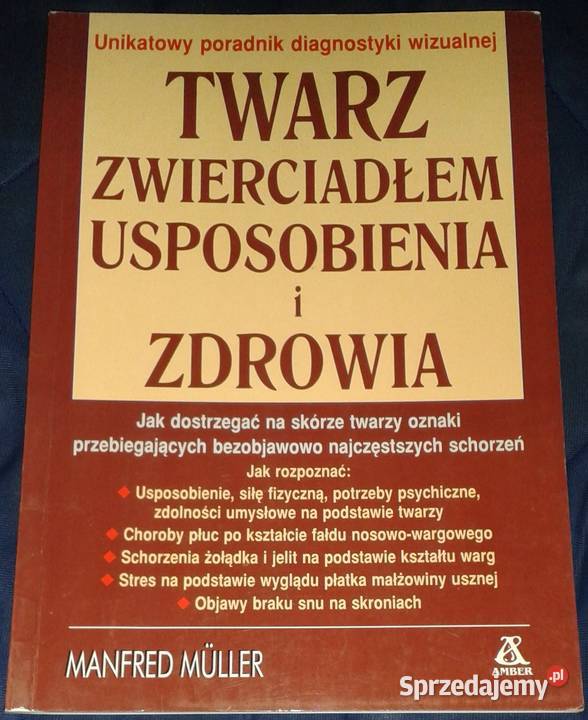 Unikatowy poradnik diagnostyki wizualnej
TWARZ
ZWIERCIADŁEM
USPOSOBIENIA
i
ZDROWIA
Jak dostrzegać na skórze twarzy oznaki
przebiegających bezobjawowo najczęstszych schorzeń
Jak rozpoznać:
◆ Usposobienie, siłę fizyczną, potrzeby psychiczne,
zdolności umysłowe na podstawie twarzy
◆ Choroby płuc po kształcie fałdu nosowo-wargowego
◆ Schorzenia żołądka i jelit na podstawie kształtu warg
◆ Stres na podstawie wyglądu płatka małżowiny usznej
◆ Objawy braku snu na skroniach
MANFRED MÜLLER
AMBER
Sprzedajemy.pl